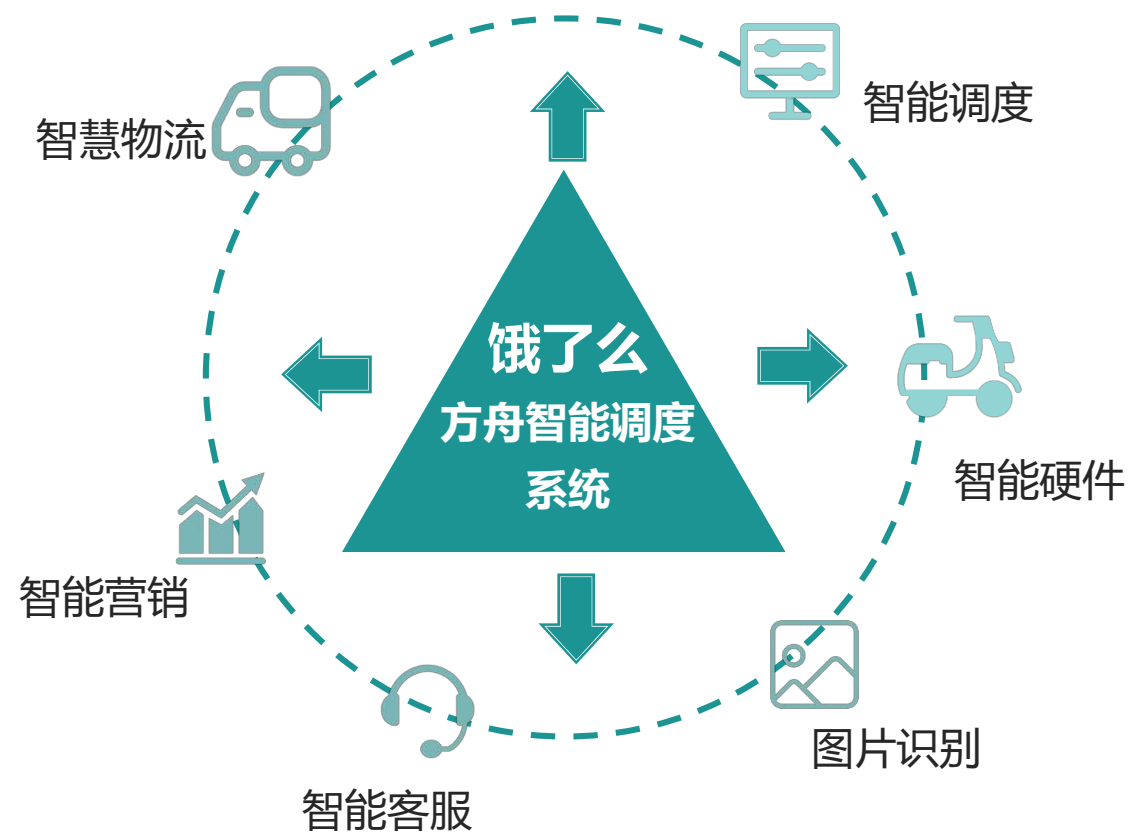 智能调度
智慧物流
饿了么
方舟智能调度
系统
智能硬件
智能营销
图片识别
智能客服